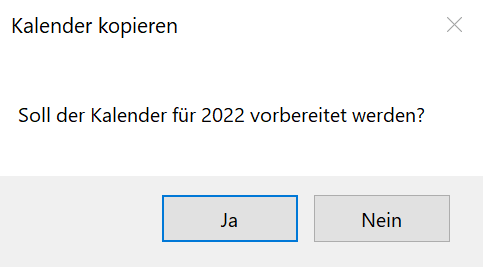 Kalender kopieren
Soll der Kalender für 2022 vorbereitet werden?
Ja
Nein